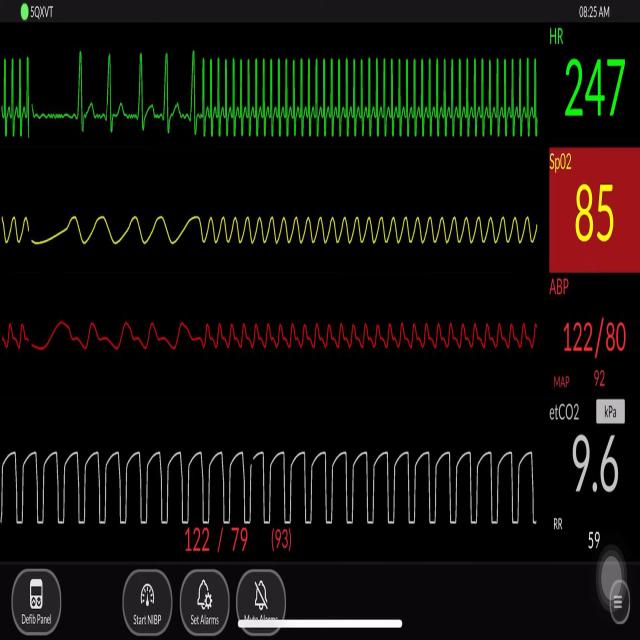 5QXVT
08:25 AM
HR
247
SpO2
85
ABP
122/80
MAP 92
etCO2 kPa
9.6
RR
59
122 / 79 (93)
Defib Panel
Start NIBP
Set Alarms
Mute Alarms